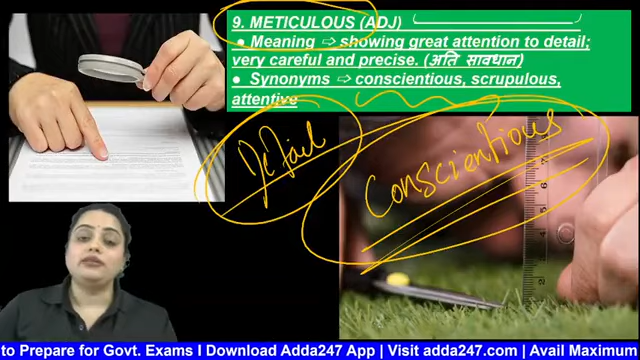 9. METICULOUS (ADJ)
● Meaning ⇨ showing great attention to detail;
very careful and precise. (अति सावधान)
● Synonyms ⇨ conscientious, scrupulous,
attentive
Detail
Conscientious
to Prepare for Govt. Exams I Download Adda247 App | Visit adda247.com | Avail Maximum